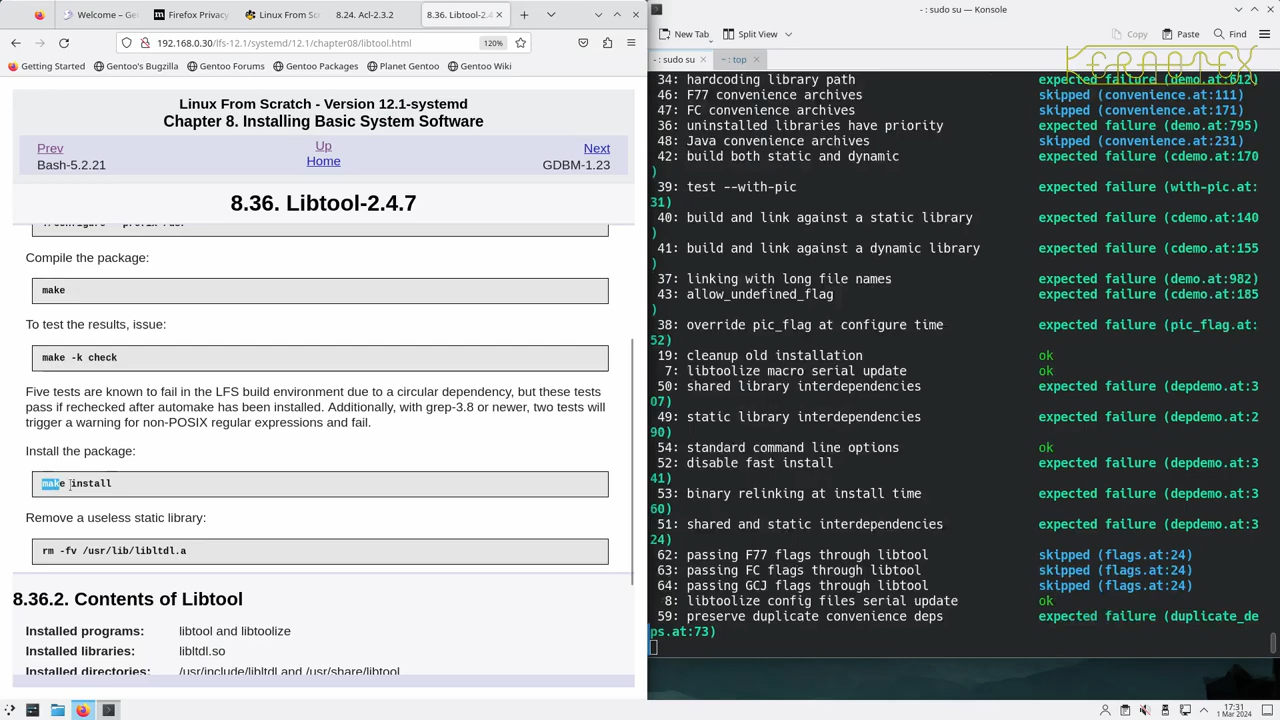 Welcome – Ge
Firefox Privacy
Linux From Scr
8.24. Acl-2.3.2
8.36. Libtool-2.4.7
192.168.0.30/lfs-12.1/systemd/12.1/chapter08/libtool.html
120%
Getting Started
Gentoo's Bugzilla
Gentoo Forums
Gentoo Packages
Planet Gentoo
Gentoo Wiki
Linux From Scratch - Version 12.1-systemd
Chapter 8. Installing Basic System Software
Prev
Up
Next
Bash-5.2.21
Home
GDBM-1.23
8.36. Libtool-2.4.7
Compile the package:
make
To test the results, issue:
make -k check
Five tests are known to fail in the LFS build environment due to a circular dependency, but these tests
pass if rechecked after automake has been installed. Additionally, with grep-3.8 or newer, two tests will
trigger a warning for non-POSIX regular expressions and fail.
Install the package:
make install
Remove a useless static library:
rm -fv /usr/lib/libltdl.a
8.36.2. Contents of Libtool
Installed programs: libtool and libtoolize
Installed libraries: libltdl.so
Installed directories: /usr/include/libltdl and /usr/share/libtool
- : sudo su — Konsole
New Tab
Split View
Copy
Paste
Find
- : sudo su
~ : top
34: hardcoding library path expected failure (demo.at:612)
46: F77 convenience archives skipped (convenience.at:111)
47: FC convenience archives skipped (convenience.at:171)
36: uninstalled libraries have priority expected failure (demo.at:795)
48: Java convenience archives skipped (convenience.at:231)
42: build both static and dynamic expected failure (cdemo.at:170
)
39: test --with-pic expected failure (with-pic.at:
31)
40: build and link against a static library expected failure (cdemo.at:140
)
41: build and link against a dynamic library expected failure (cdemo.at:155
)
37: linking with long file names expected failure (demo.at:982)
43: allow_undefined_flag expected failure (cdemo.at:185
)
38: override pic_flag at configure time expected failure (pic_flag.at:
52)
19: cleanup old installation ok
7: libtoolize macro serial update ok
50: shared library interdependencies expected failure (depdemo.at:3
07)
49: static library interdependencies expected failure (depdemo.at:2
90)
54: standard command line options ok
52: disable fast install expected failure (depdemo.at:3
41)
53: binary relinking at install time expected failure (depdemo.at:3
60)
51: shared and static interdependencies expected failure (depdemo.at:3
24)
62: passing F77 flags through libtool skipped (flags.at:24)
63: passing FC flags through libtool skipped (flags.at:24)
64: passing GCJ flags through libtool skipped (flags.at:24)
8: libtoolize config files serial update ok
59: preserve duplicate convenience deps expected failure (duplicate_de
ps.at:73)
17:31
1 Mar 2024